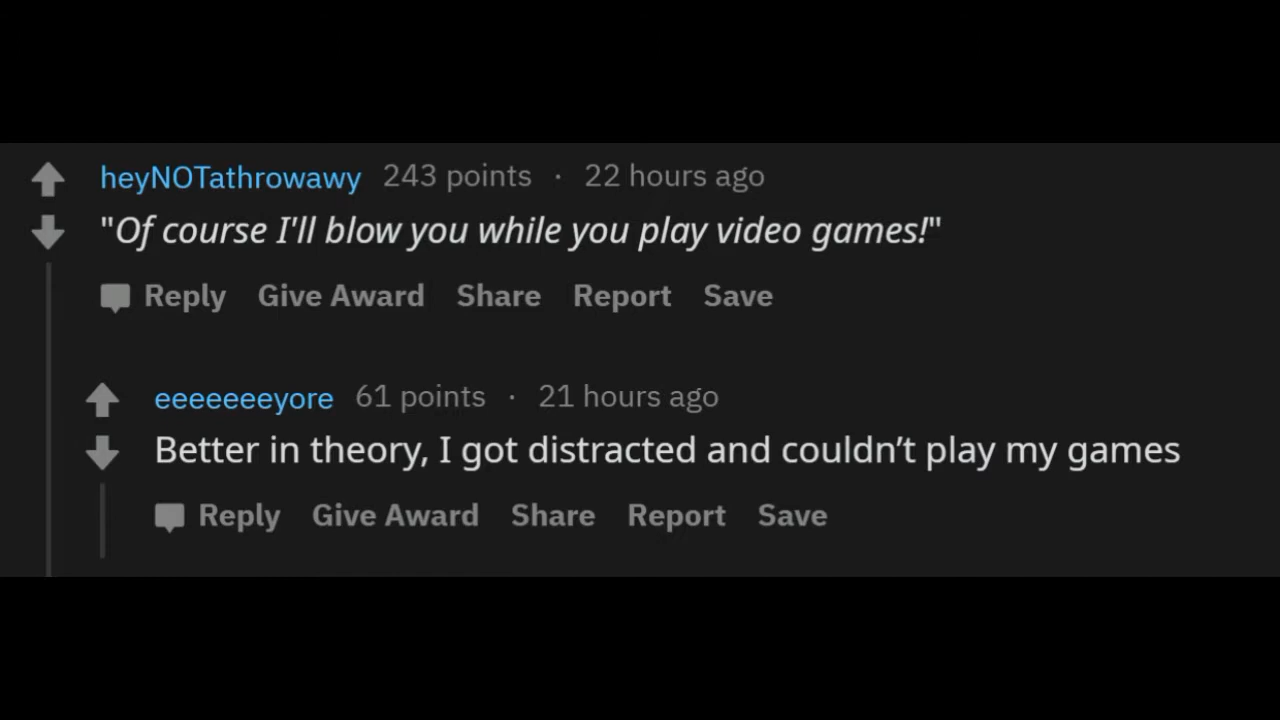 heyNOTathrowawy 243 points · 22 hours ago
"Of course I'll blow you while you play video games!"
Reply Give Award Share Report Save
eeeeeeeyore 61 points · 21 hours ago
Better in theory, I got distracted and couldn’t play my games
Reply Give Award Share Report Save